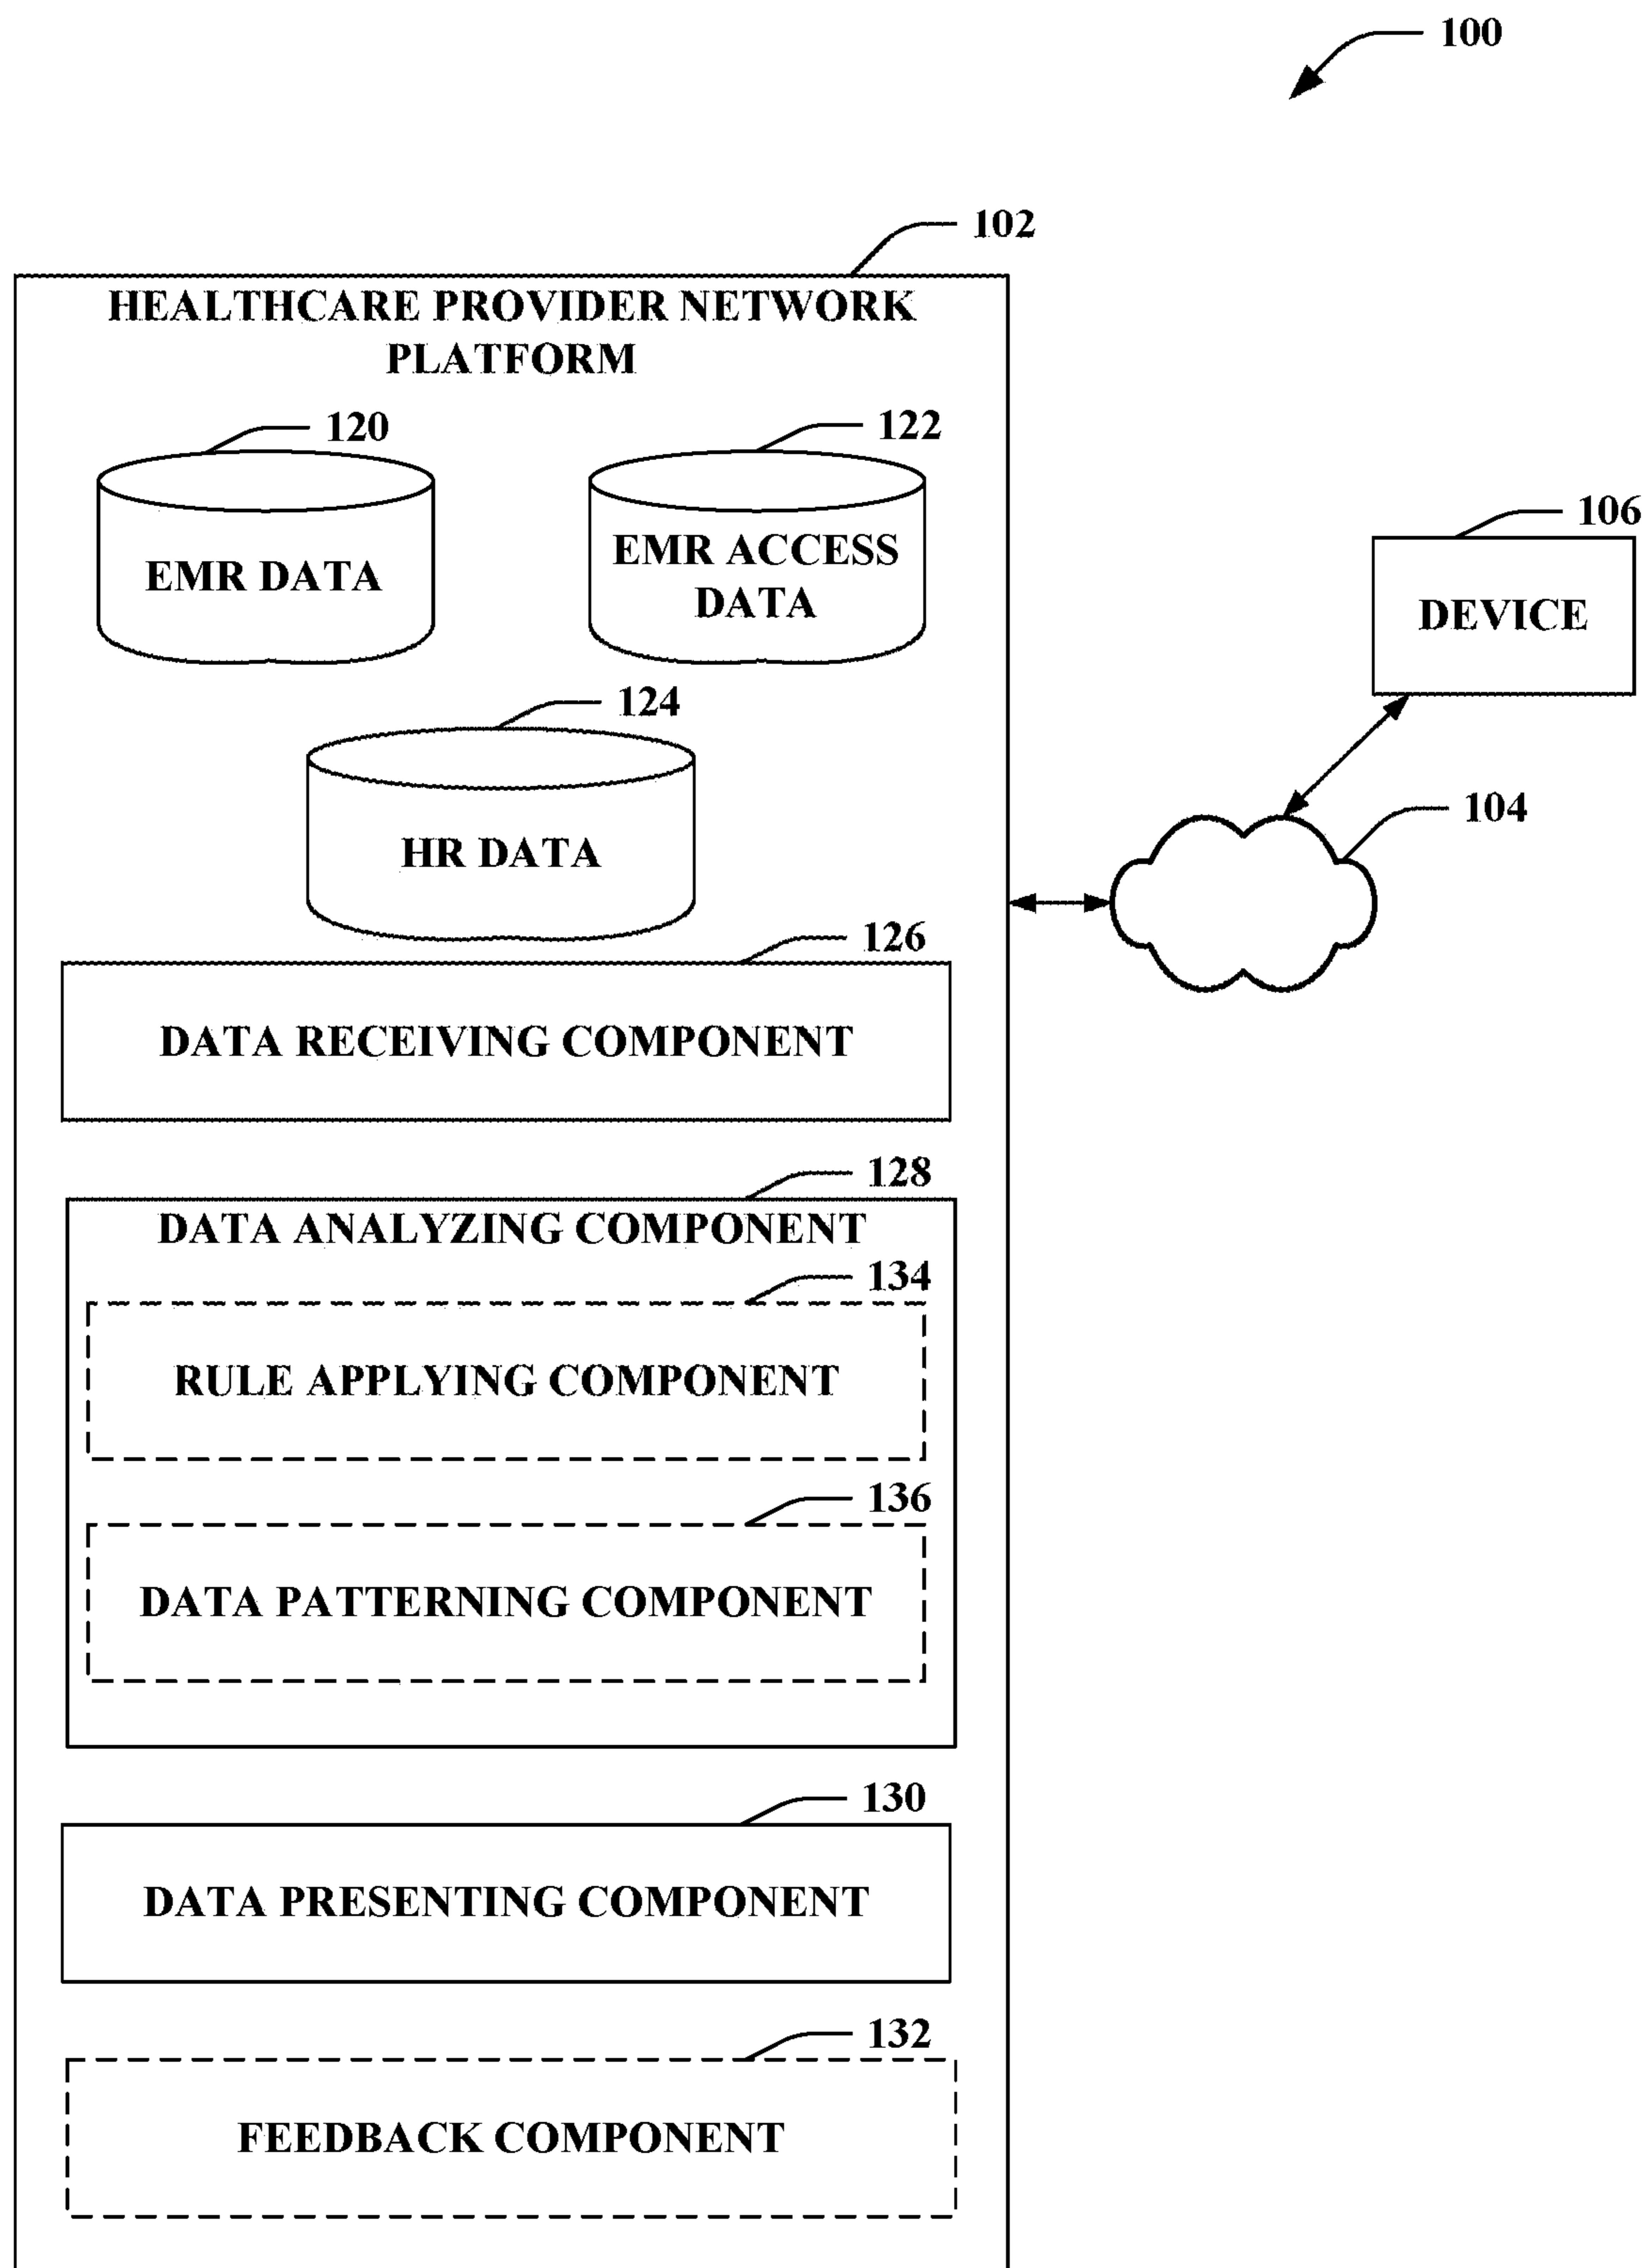 100
102
HEALTHCARE PROVIDER NETWORK
PLATFORM
120
122
EMR DATA
EMR ACCESS
DATA
106
DEVICE
124
HR DATA
104
126
DATA RECEIVING COMPONENT
128
DATA ANALYZING COMPONENT
134
RULE APPLYING COMPONENT
136
DATA PATTERNING COMPONENT
130
DATA PRESENTING COMPONENT
132
FEEDBACK COMPONENT